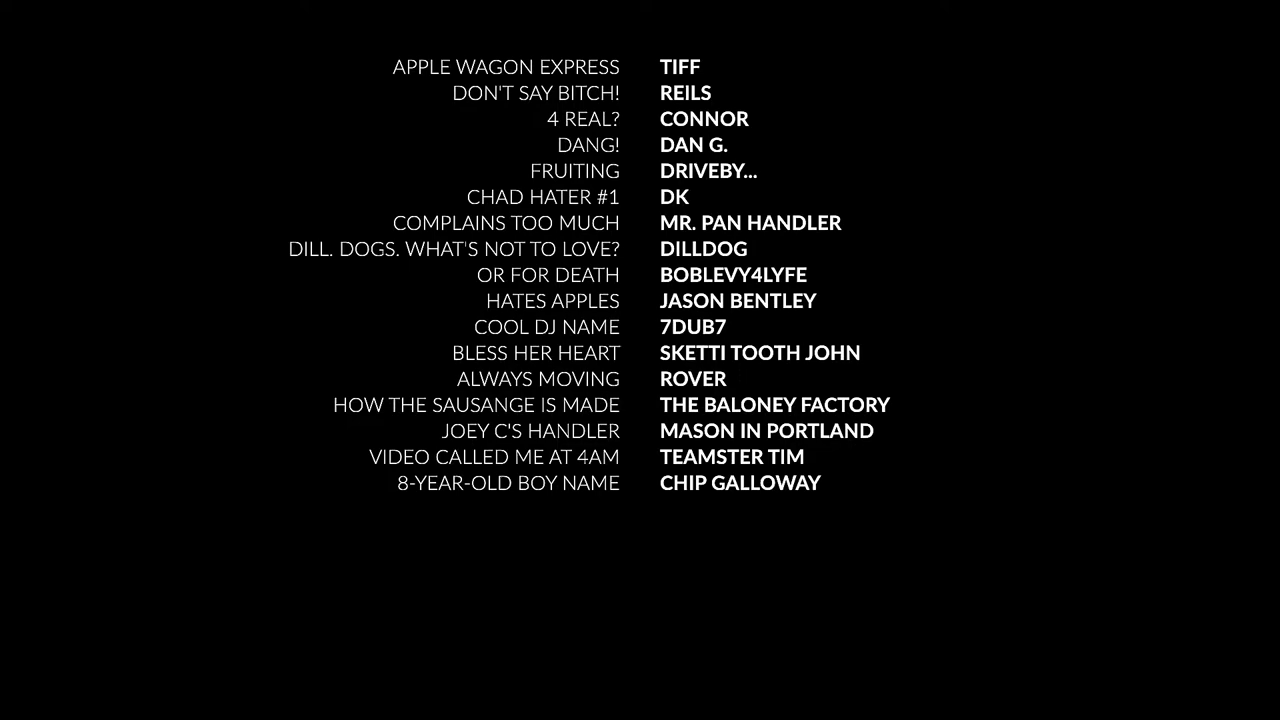 APPLE WAGON EXPRESS TIFF
DON'T SAY BITCH! REILS
4 REAL? CONNOR
DANG! DAN G.
FRUITING DRIVEBY...
CHAD HATER #1 DK
COMPLAINS TOO MUCH MR. PAN HANDLER
DILL. DOGS. WHAT'S NOT TO LOVE? DILLDOG
OR FOR DEATH BOBLEVY4LYFE
HATES APPLES JASON BENTLEY
COOL DJ NAME 7DUB7
BLESS HER HEART SKETTI TOOTH JOHN
ALWAYS MOVING ROVER
HOW THE SAUSANGE IS MADE THE BALONEY FACTORY
JOEY C'S HANDLER MASON IN PORTLAND
VIDEO CALLED ME AT 4AM TEAMSTER TIM
8-YEAR-OLD BOY NAME CHIP GALLOWAY